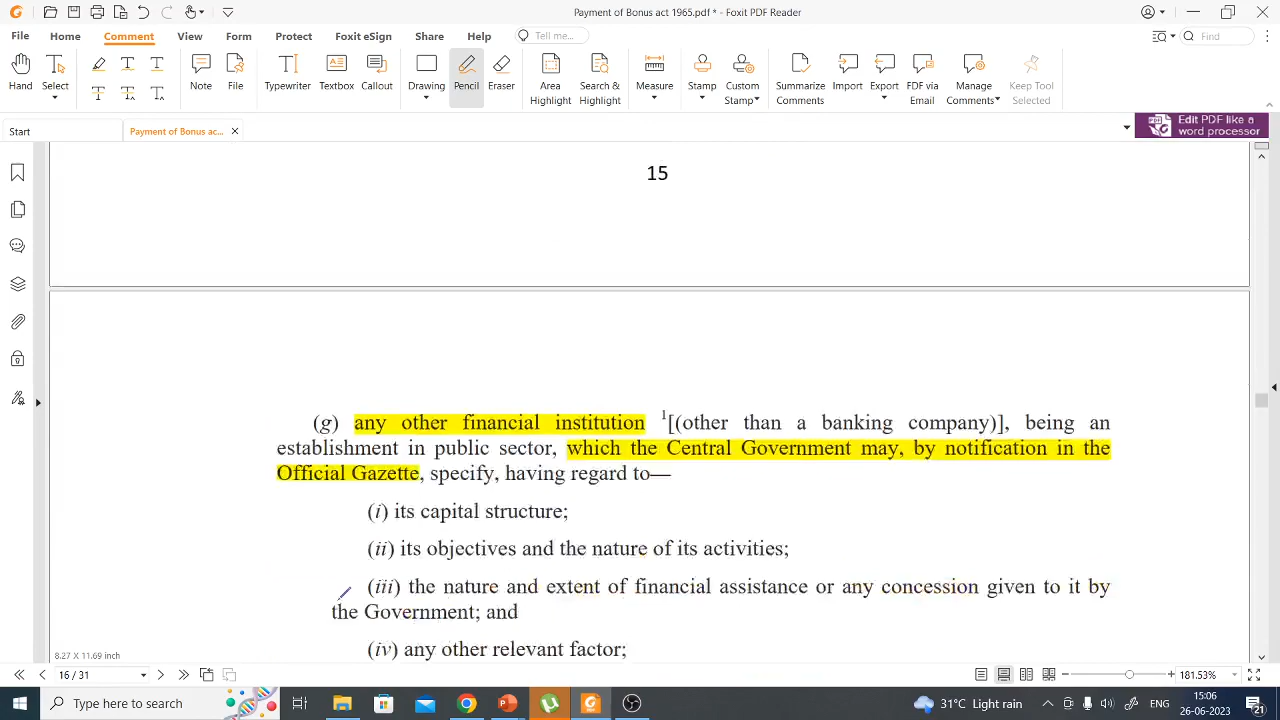 Payment of Bonus act 1965.pdf * - Foxit PDF Reader
File Home Comment View Form Protect Foxit eSign Share Help Tell me... Find
Hand Select Note File Typewriter Textbox Callout Drawing Pencil Eraser Area Highlight Search & Highlight Measure Stamp Custom Stamp Summarize Comments Import Export FDF via Email Manage Comments Keep Tool Selected
Start Payment of Bonus ac... Edit PDF like a word processor
15
(g) any other financial institution 1[(other than a banking company)], being an
establishment in public sector, which the Central Government may, by notification in the
Official Gazette, specify, having regard to—
(i) its capital structure;
(ii) its objectives and the nature of its activities;
(iii) the nature and extent of financial assistance or any concession given to it by
the Government; and
(iv) any other relevant factor;
8.27 x 11.69 inch
16 / 31 181.53%
Type here to search 31°C Light rain ENG 15:06
26-06-2023 21